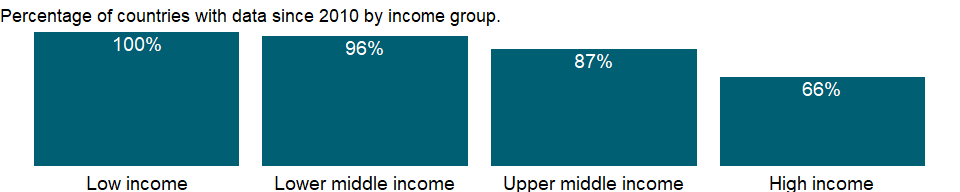 Percentage of countries with data since 2010 by income group.
100%
96%
87%
66%
Low income
Lower middle income
Upper middle income
High income